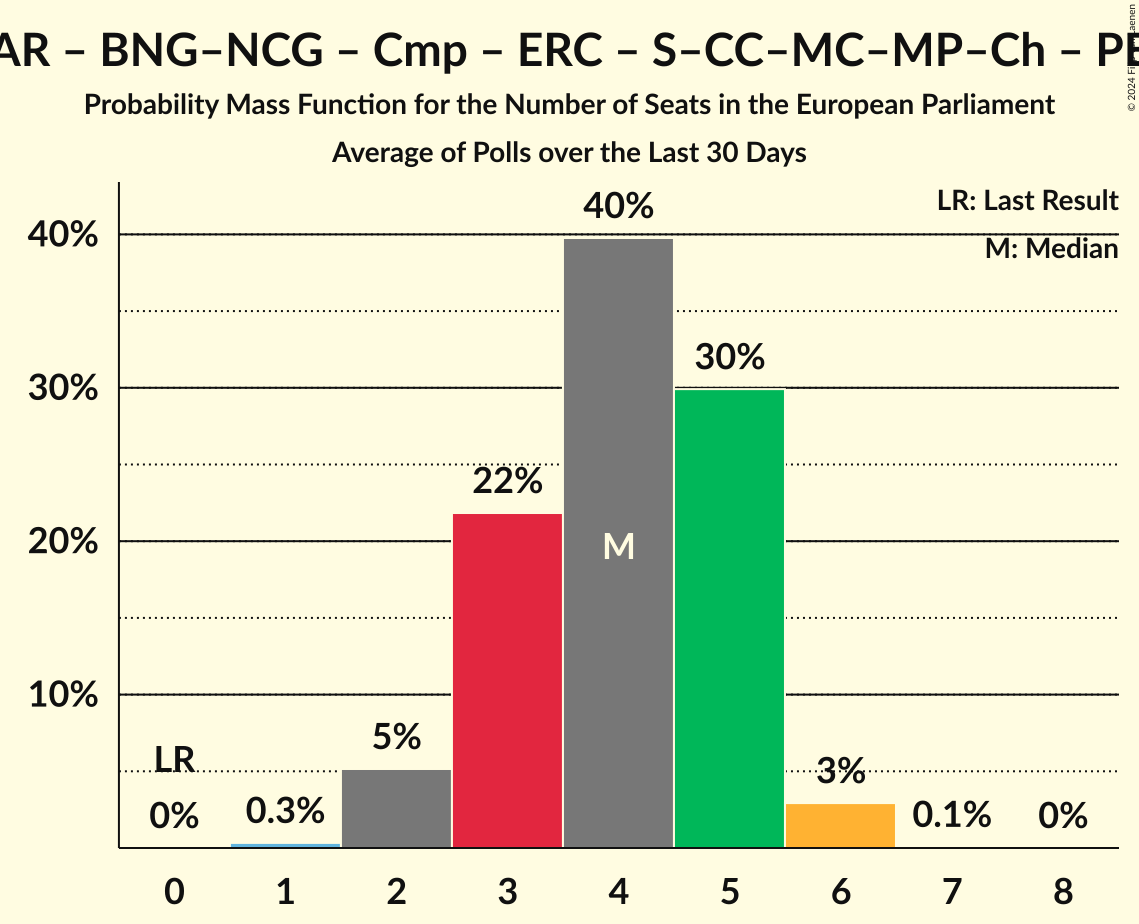 AR – BNG–NCG – Cmp – ERC – S–CC–MC–MP–Ch – PE
Probability Mass Function for the Number of Seats in the European Parliament
Average of Polls over the Last 30 Days
© 2024
LR: Last Result
M: Median
40%
30%
20%
10%
LR
0%
0.3%
5%
22%
40%
M
30%
3%
0.1%
0%
0 1 2 3 4 5 6 7 8